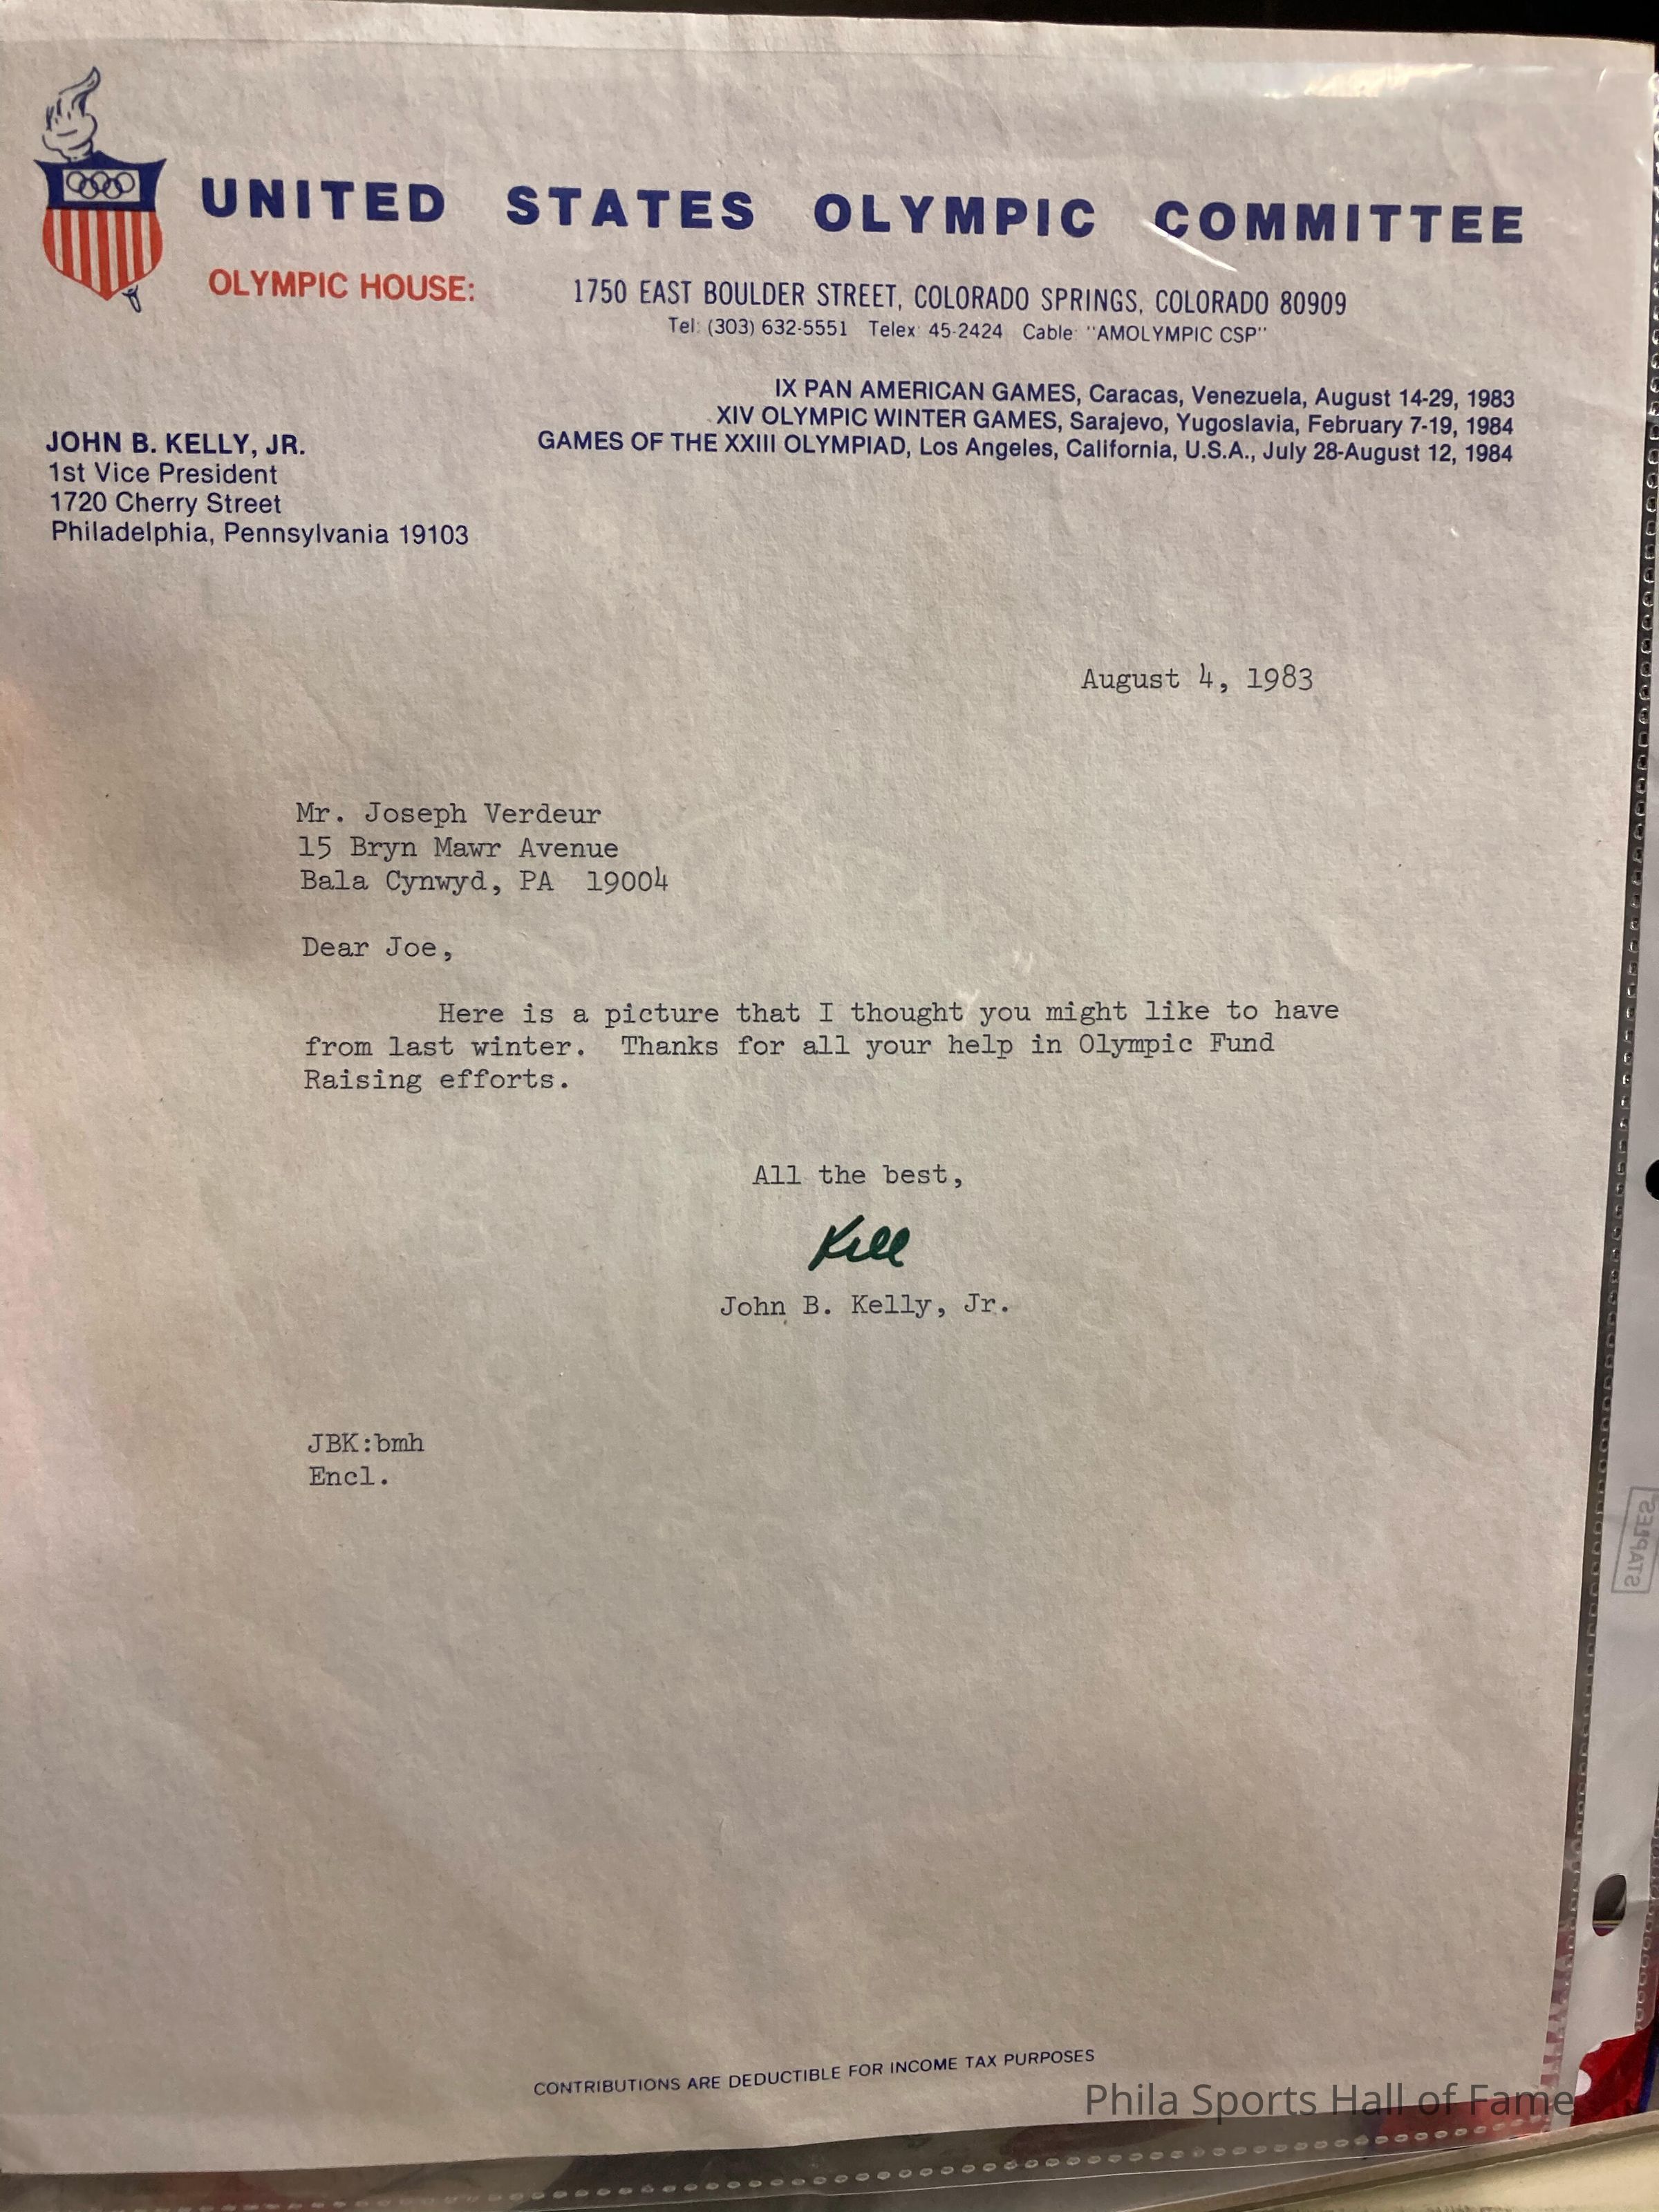 UNITED STATES OLYMPIC COMMITTEE
OLYMPIC HOUSE: 1750 EAST BOULDER STREET, COLORADO SPRINGS, COLORADO 80909
Tel: (303) 632-5551 Telex 45-2424 Cable: "AMOLYMPIC CSP"
IX PAN AMERICAN GAMES, Caracas, Venezuela, August 14-29, 1983
XIV OLYMPIC WINTER GAMES, Sarajevo, Yugoslavia, February 7-19, 1984
GAMES OF THE XXIII OLYMPIAD, Los Angeles, California, U.S.A., July 28-August 12, 1984
JOHN B. KELLY, JR.
1st Vice President
1720 Cherry Street
Philadelphia, Pennsylvania 19103
August 4, 1983
Mr. Joseph Verdeur
15 Bryn Mawr Avenue
Bala Cynwyd, PA 19004
Dear Joe,
Here is a picture that I thought you might like to have
from last winter. Thanks for all your help in Olympic Fund
Raising efforts.
All the best,
Kell
John B. Kelly, Jr.
JBK:bmh
Encl.
STAPLES
CONTRIBUTIONS ARE DEDUCTIBLE FOR INCOME TAX PURPOSES
Phila Sports Hall of Fame